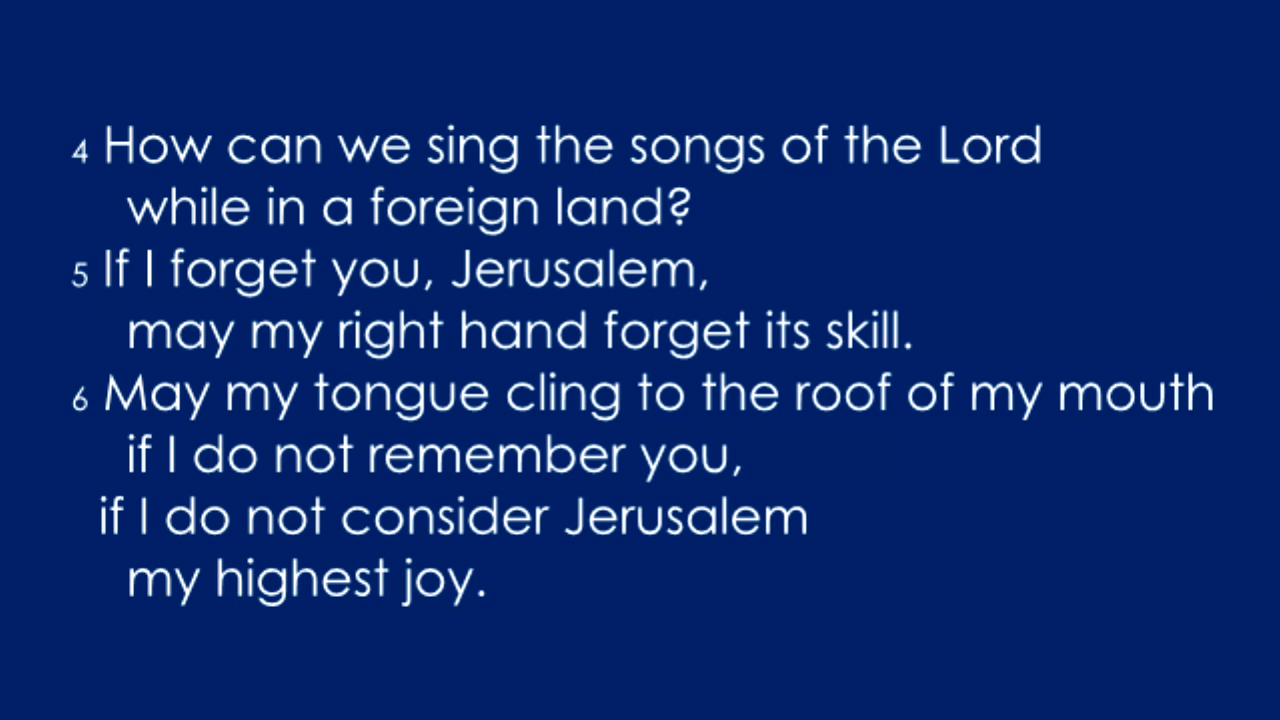 4 How can we sing the songs of the Lord
while in a foreign land?
5 If I forget you, Jerusalem,
may my right hand forget its skill.
6 May my tongue cling to the roof of my mouth
if I do not remember you,
if I do not consider Jerusalem
my highest joy.